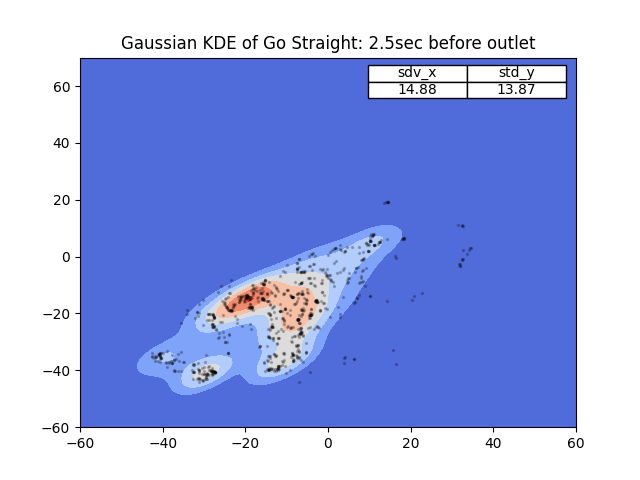 Gaussian KDE of Go Straight: 2.5sec before outlet
sdv_x std_y
14.88 13.87
60
40
20
0
−20
−40
−60
−60 −40 −20 0 20 40 60